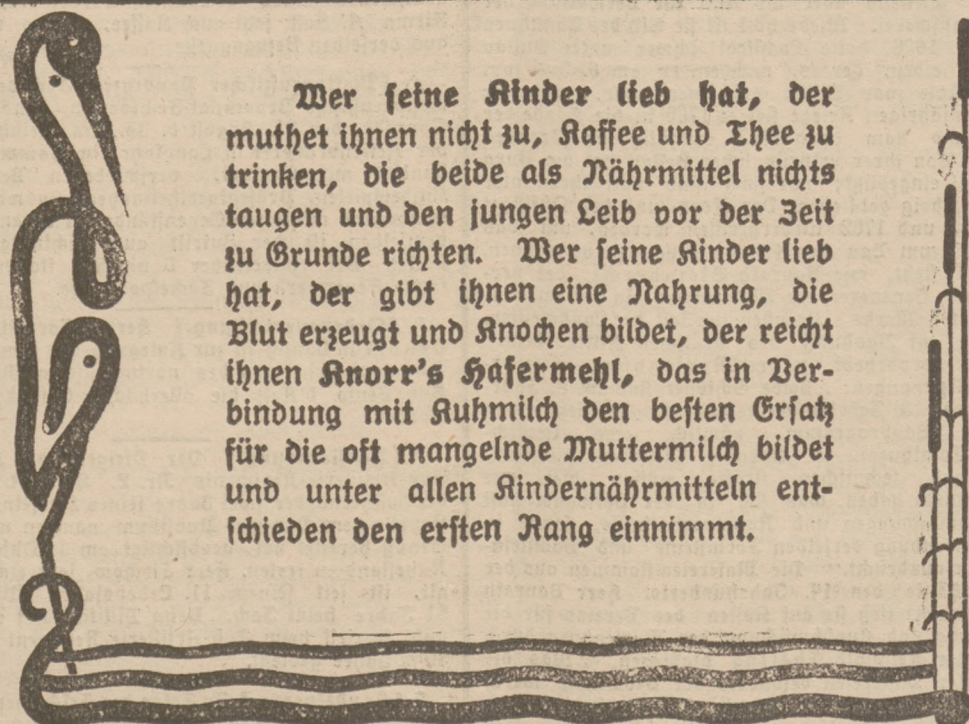 Wer seine Kinder lieb hat, der
muthet ihnen nicht zu, Kaffee und Thee zu
trinken, die beide als Nährmittel nichts
taugen und den jungen Leib vor der Zeit
zu Grunde richten. Wer seine Kinder lieb
hat, der gibt ihnen eine Nahrung, die
Blut erzeugt und Knochen bildet, der reicht
ihnen Knorr's Hafermehl, das in Ver-
bindung mit Kuhmilch den besten Ersatz
für die oft mangelnde Muttermilch bildet
und unter allen Kindernährmitteln ent-
schieden den ersten Rang einnimmt.